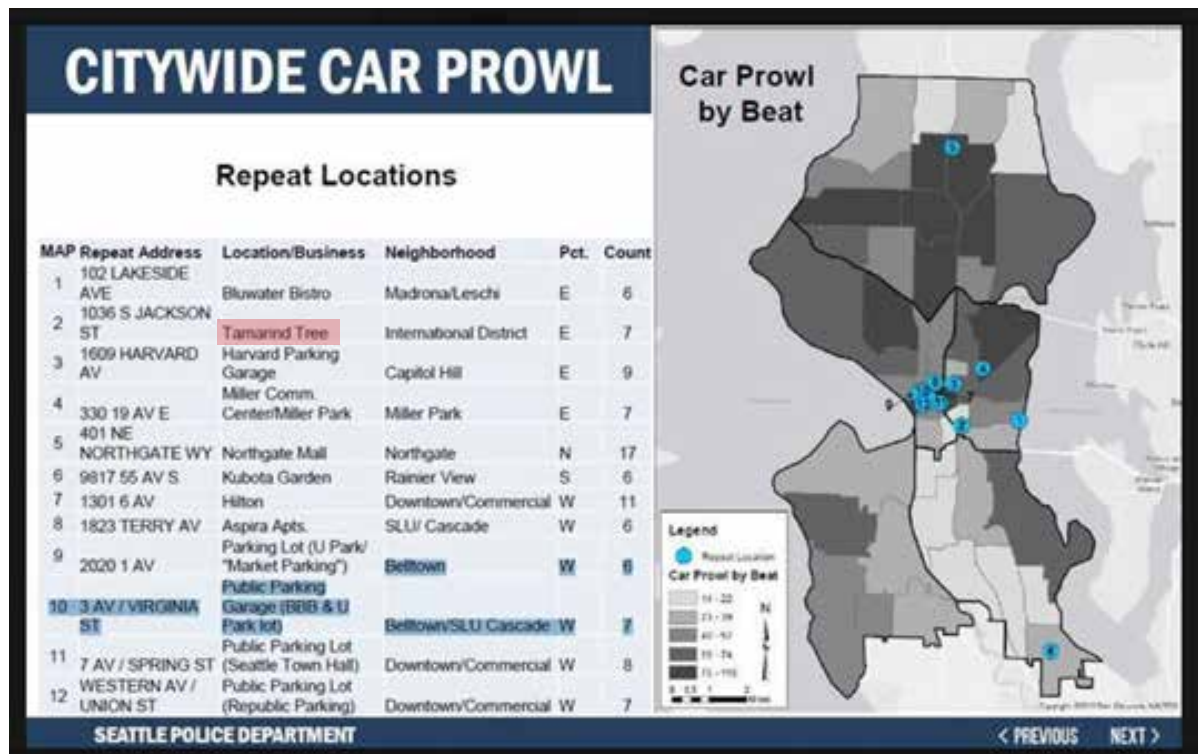 CITYWIDE CAR PROWL
Repeat Locations
MAP Repeat Address Location/Business Neighborhood Pct. Count
1 102 LAKESIDE AVE Bluwater Bistro Madrona/Leschi E 6
2 1036 S JACKSON ST Tamarind Tree International District E 7
3 1609 HARVARD AV Harvard Parking Garage Capitol Hill E 9
4 330 19 AV E Miller Comm. Center/Miller Park Miller Park E 7
5 401 NE NORTHGATE WY Northgate Mall Northgate N 17
6 9817 55 AV S Kubota Garden Rainier View S 6
7 1301 6 AV Hilton Downtown/Commercial W 11
8 1823 TERRY AV Aspira Apts. SLU/ Cascade W 6
9 2020 1 AV Parking Lot (U Park/ "Market Parking") Belltown W 6
10 3 AV / VIRGINIA ST Public Parking Garage (BBB & U Park lot) Belltown/SLU Cascade W 7
11 7 AV / SPRING ST Public Parking Lot (Seattle Town Hall) Downtown/Commercial W 8
12 WESTERN AV / UNION ST Public Parking Lot (Republic Parking) Downtown/Commercial W 7
Car Prowl
by Beat
9
Legend
Repeat Location
Car Prowl by Beat
N
SEATTLE POLICE DEPARTMENT
< PREVIOUS NEXT >